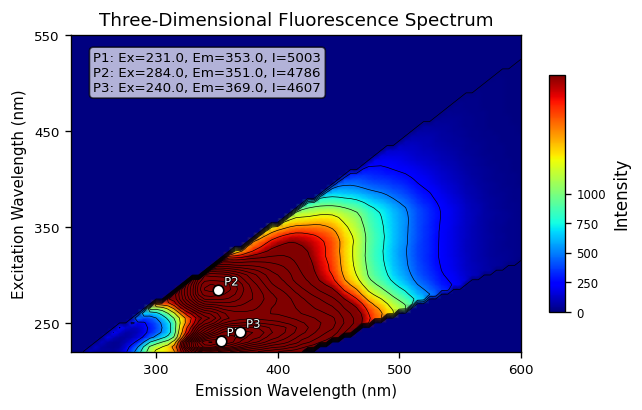 Three-Dimensional Fluorescence Spectrum
P1: Ex=231.0, Em=353.0, I=5003
P2: Ex=284.0, Em=351.0, I=4786
P3: Ex=240.0, Em=369.0, I=4607
550
450
350
250
Excitation Wavelength (nm)
P2
P3
300
400
500
600
Emission Wavelength (nm)
1000
750
500
250
0
Intensity